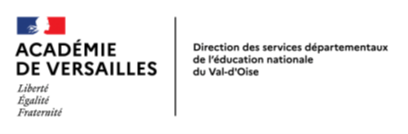 ACADÉMIE
DE VERSAILLES
Liberté
Égalité
Fraternité
Direction des services départementaux
de l'éducation nationale
du Val-d'Oise